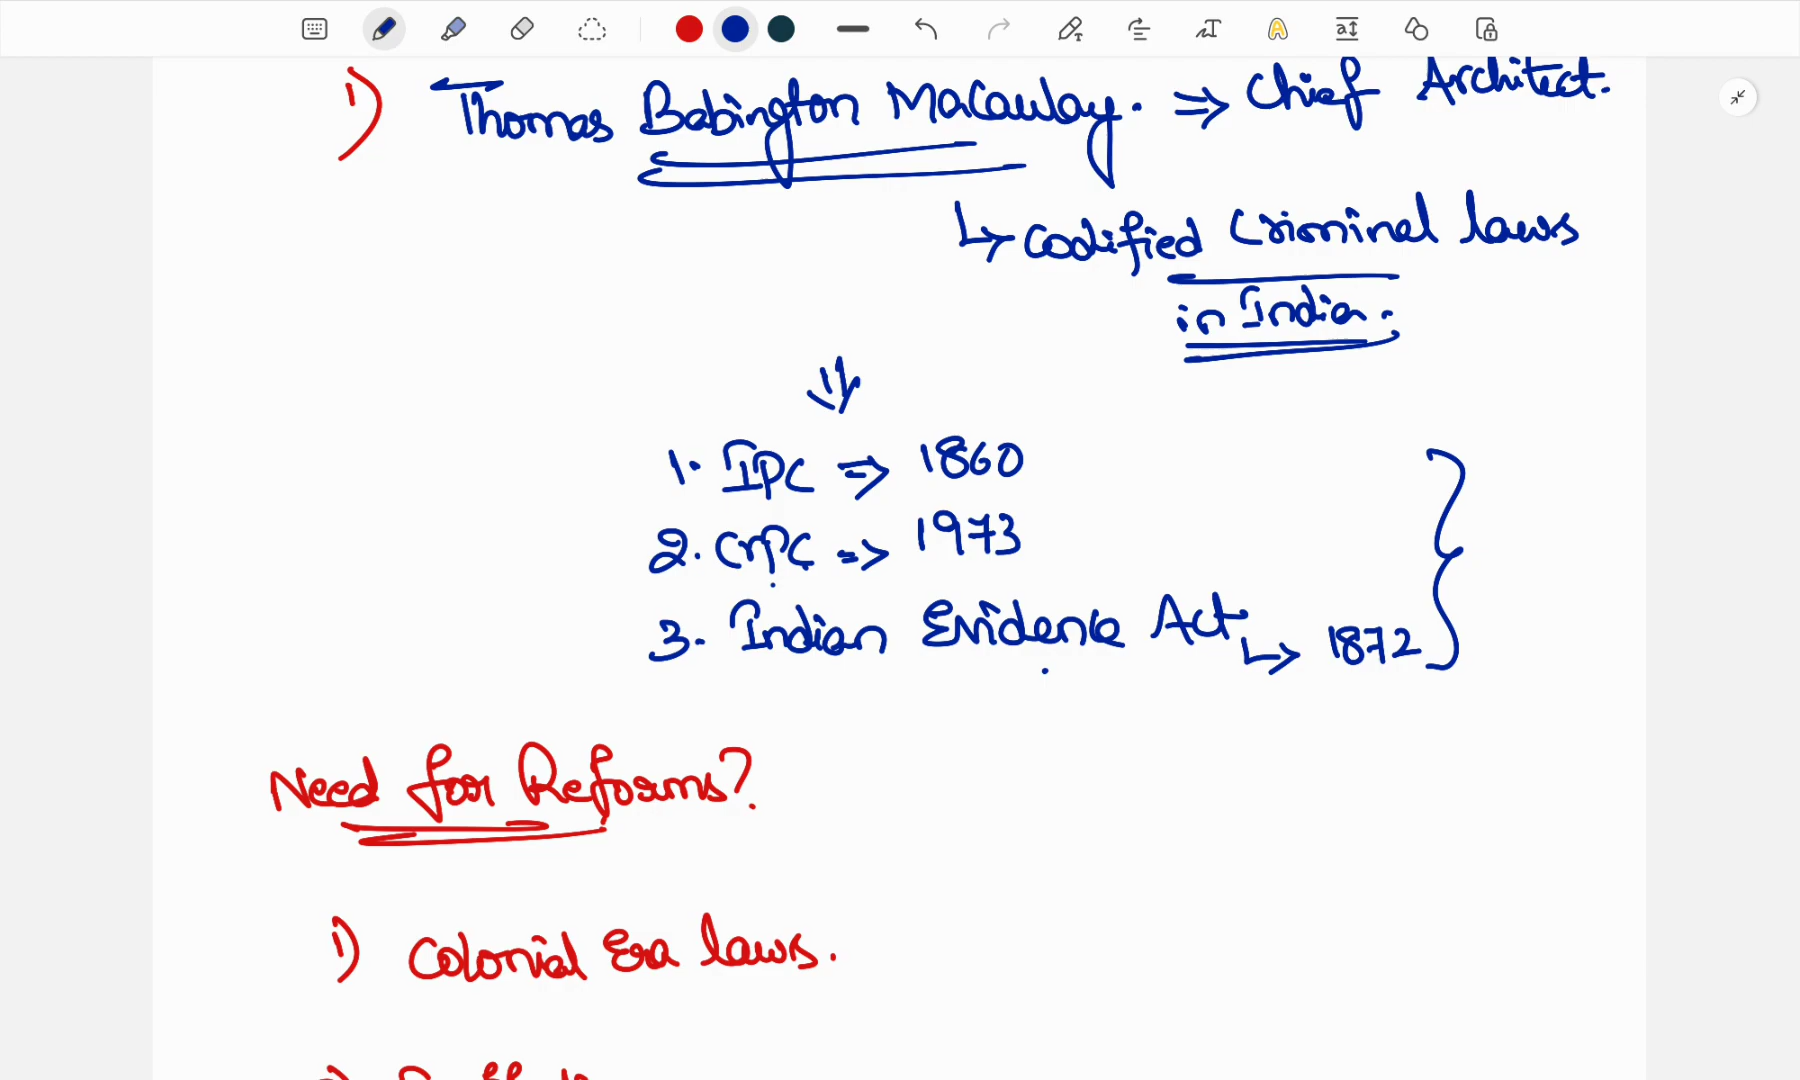 1) Thomas Babington Macaulay. ⇒ Chief Architect.
↳ Codified Criminal laws
in India.
⇓
1. IPC ⇒ 1860
2. CrPC ⇒ 1973
3. Indian Evidence Act ↳ 1872
Need for Reforms?
1) Colonial Era laws.